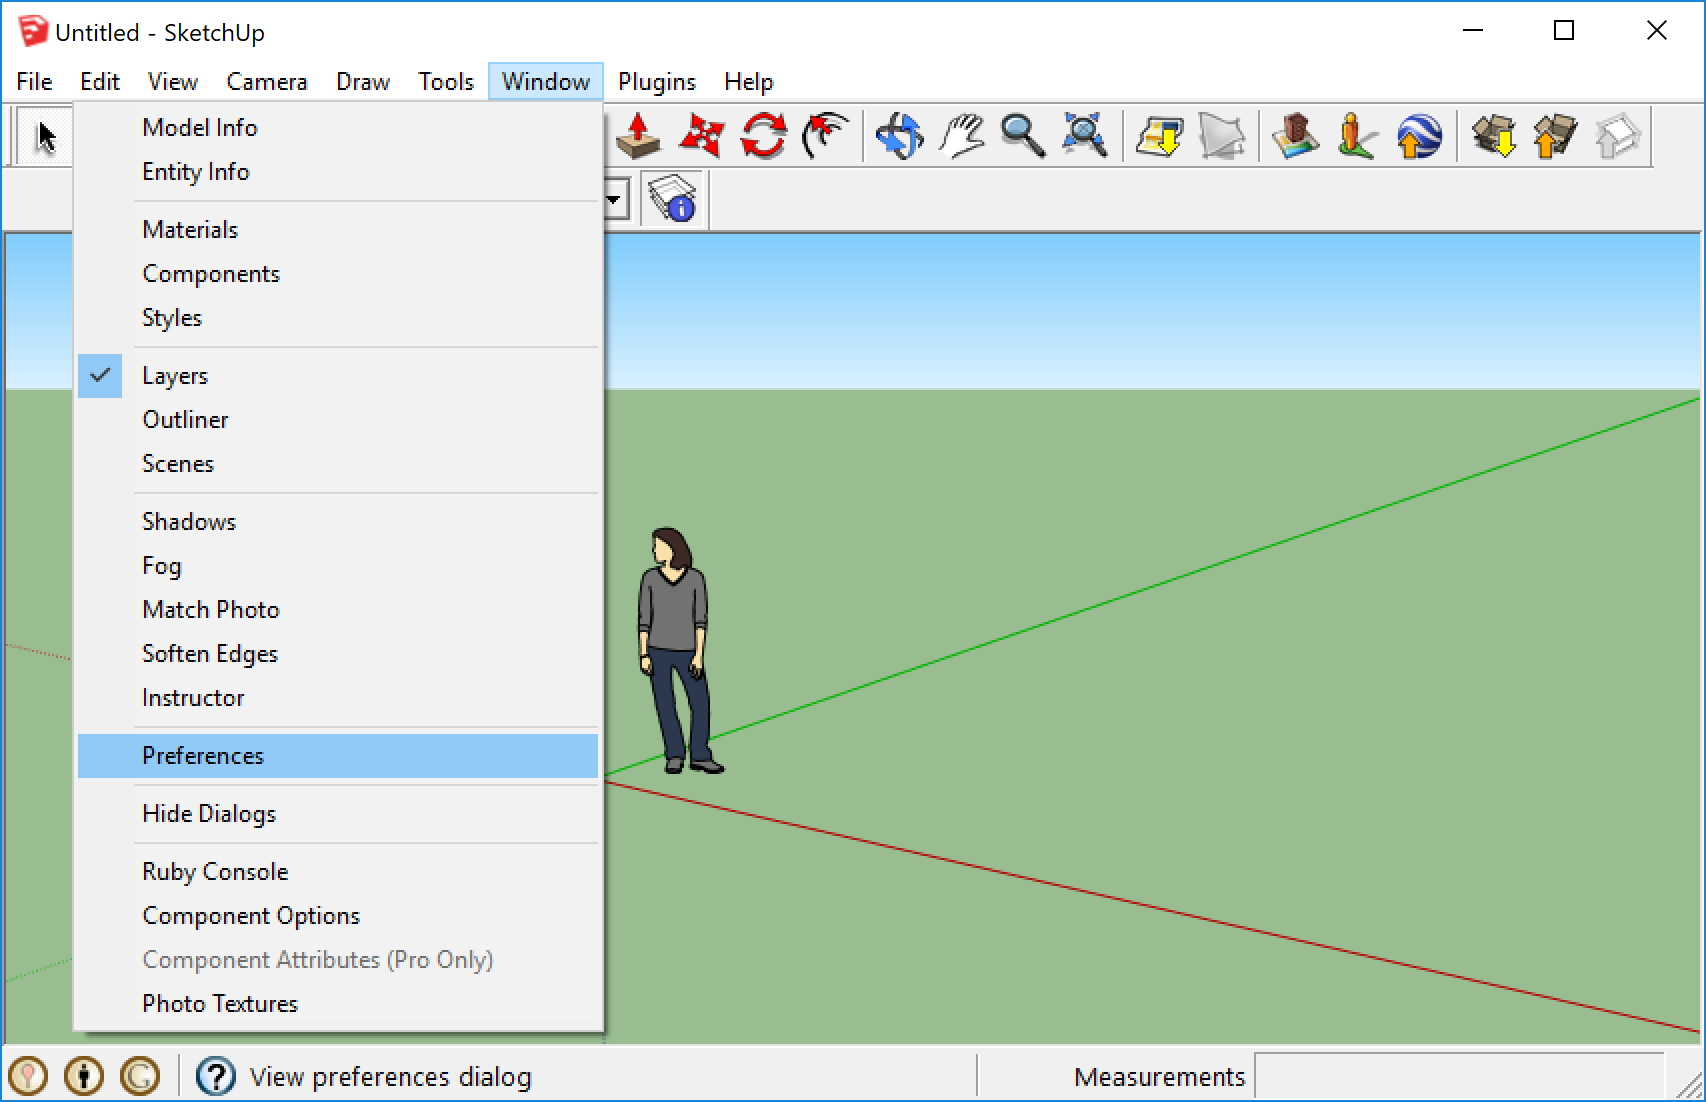 Untitled - SketchUp
File Edit View Camera Draw Tools Window Plugins Help
Model Info
Entity Info
Materials
Components
Styles
Layers
Outliner
Scenes
Shadows
Fog
Match Photo
Soften Edges
Instructor
Preferences
Hide Dialogs
Ruby Console
Component Options
Component Attributes (Pro Only)
Photo Textures
View preferences dialog
Measurements